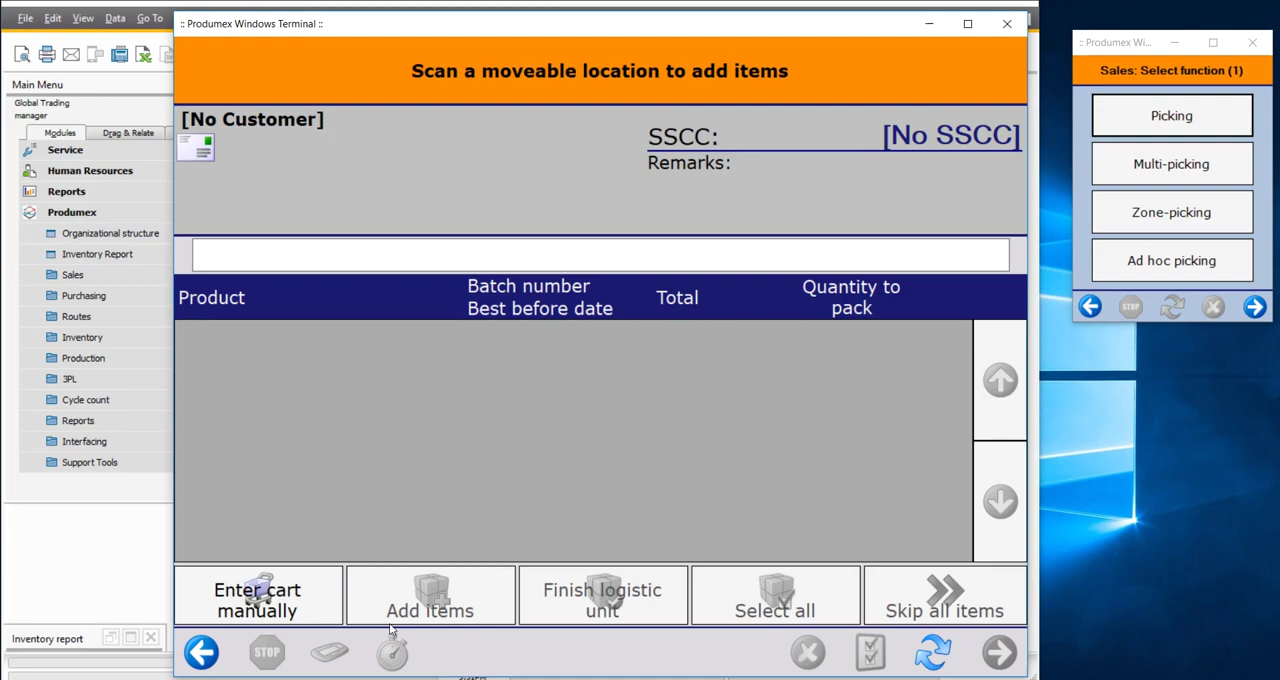 File Edit View Data Go To
Main Menu
Global Trading
manager
Modules Drag & Relate
Service
Human Resources
Reports
Produmex
Organizational structure
Inventory Report
Sales
Purchasing
Routes
Inventory
Production
3PL
Cycle count
Reports
Interfacing
Support Tools
Inventory report
:: Produmex Windows Terminal ::
Scan a moveable location to add items
[No Customer]
SSCC: [No SSCC]
Remarks:
Product
Batch number
Best before date
Total
Quantity to
pack
Enter cart
manually
Add items
Finish logistic
unit
Select all
Skip all items
STOP
:: Produmex Wi...
Sales: Select function (1)
Picking
Multi-picking
Zone-picking
Ad hoc picking
STOP